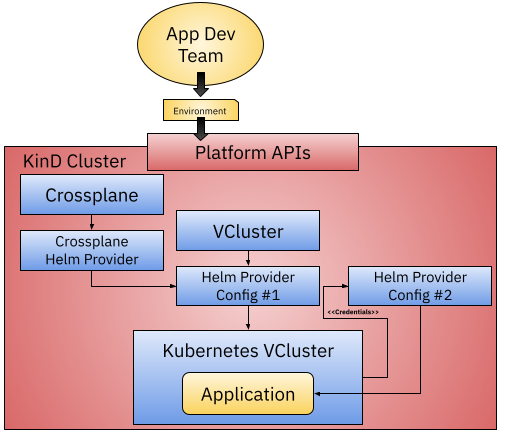 App Dev
Team
Environment
Platform APIs
KinD Cluster
Crossplane
Crossplane
Helm Provider
VCluster
Helm Provider
Config #1
Helm Provider
Config #2
<<Credentials>>
Kubernetes VCluster
Application